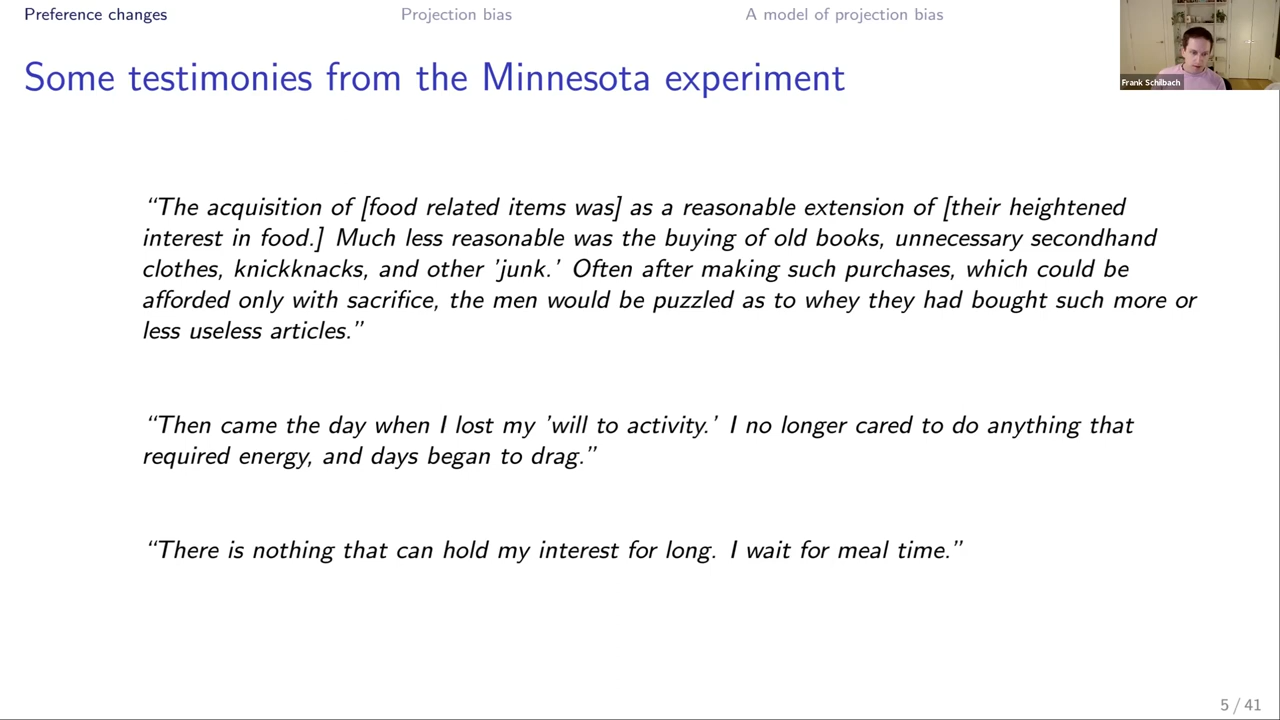 Preference changes Projection bias A model of projection bias
Frank Schilbach
Some testimonies from the Minnesota experiment
“The acquisition of [food related items was] as a reasonable extension of [their heightened
interest in food.] Much less reasonable was the buying of old books, unnecessary secondhand
clothes, knickknacks, and other ’junk.’ Often after making such purchases, which could be
afforded only with sacrifice, the men would be puzzled as to whey they had bought such more or
less useless articles.”
“Then came the day when I lost my ’will to activity.’ I no longer cared to do anything that
required energy, and days began to drag.”
“There is nothing that can hold my interest for long. I wait for meal time.”
5 / 41